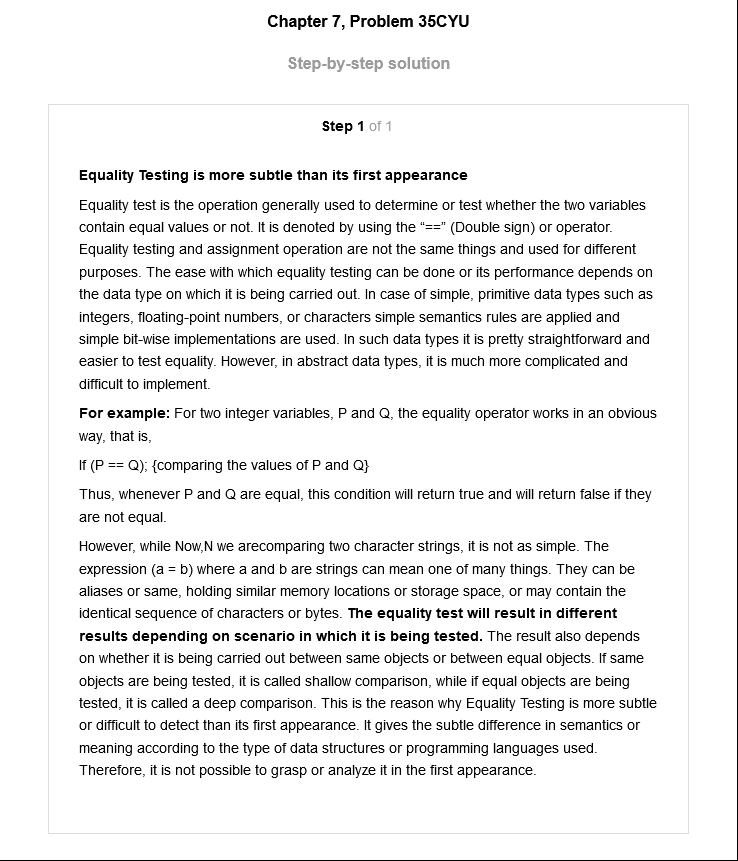 Chapter 7, Problem 35CYU
Step-by-step solution
Step 1 of 1
Equality Testing is more subtle than its first appearance
Equality test is the operation generally used to determine or test whether the two variables
contain equal values or not. It is denoted by using the “==” (Double sign) or operator.
Equality testing and assignment operation are not the same things and used for different
purposes. The ease with which equality testing can be done or its performance depends on
the data type on which it is being carried out. In case of simple, primitive data types such as
integers, floating-point numbers, or characters simple semantics rules are applied and
simple bit-wise implementations are used. In such data types it is pretty straightforward and
easier to test equality. However, in abstract data types, it is much more complicated and
difficult to implement.
For example: For two integer variables, P and Q, the equality operator works in an obvious
way, that is,
If (P == Q); {comparing the values of P and Q}
Thus, whenever P and Q are equal, this condition will return true and will return false if they
are not equal.
However, while Now,N we arecomparing two character strings, it is not as simple. The
expression (a = b) where a and b are strings can mean one of many things. They can be
aliases or same, holding similar memory locations or storage space, or may contain the
identical sequence of characters or bytes. The equality test will result in different
results depending on scenario in which it is being tested. The result also depends
on whether it is being carried out between same objects or between equal objects. If same
objects are being tested, it is called shallow comparison, while if equal objects are being
tested, it is called a deep comparison. This is the reason why Equality Testing is more subtle
or difficult to detect than its first appearance. It gives the subtle difference in semantics or
meaning according to the type of data structures or programming languages used.
Therefore, it is not possible to grasp or analyze it in the first appearance.